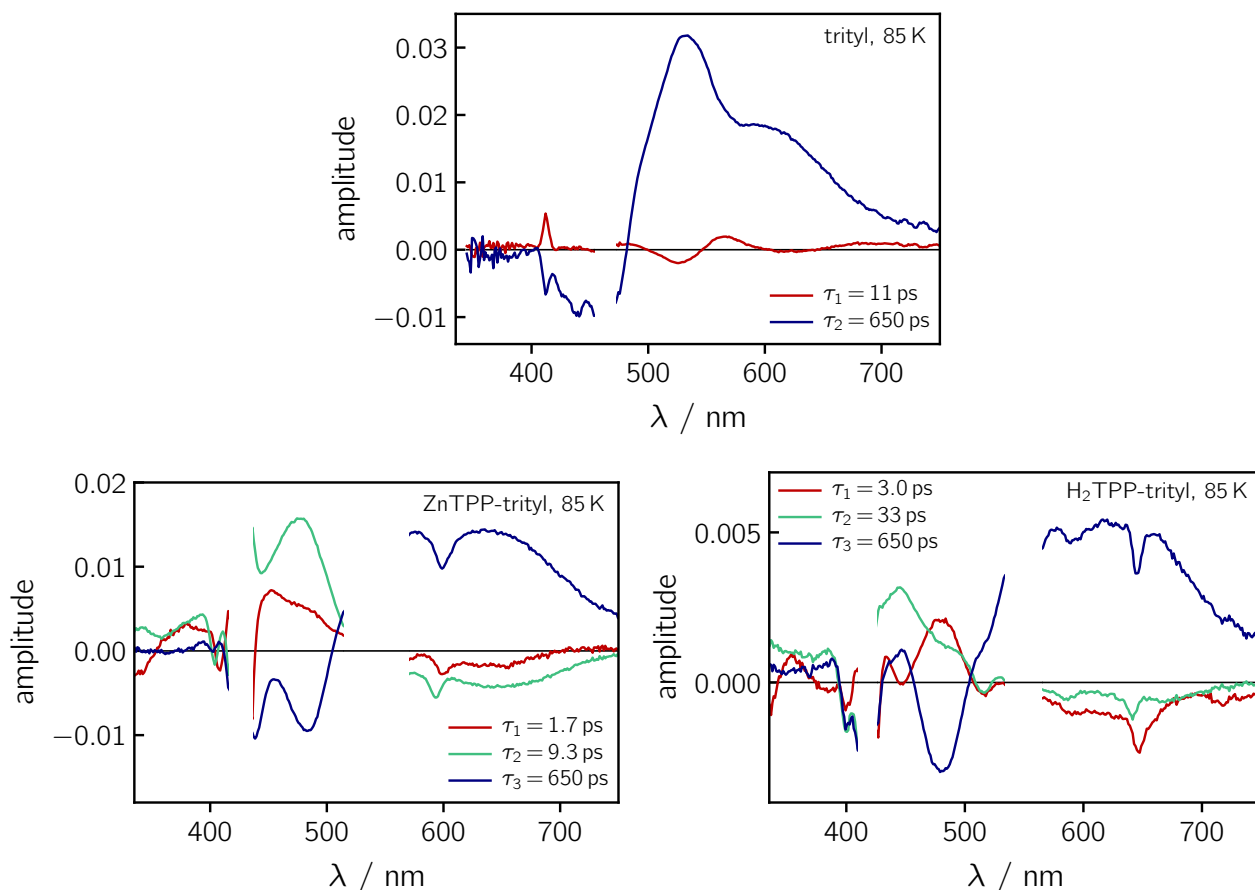 trityl, 85 K
0.03
0.02
0.01
0.00
−0.01
amplitude
τ₁ = 11 ps
τ₂ = 650 ps
400 500 600 700
λ / nm
0.02
0.01
0.00
−0.01
amplitude
ZnTPP-trityl, 85 K
τ₁ = 1.7 ps
τ₂ = 9.3 ps
τ₃ = 650 ps
400 500 600 700
λ / nm
0.005
0.000
amplitude
τ₁ = 3.0 ps
τ₂ = 33 ps
τ₃ = 650 ps
H₂TPP-trityl, 85 K
400 500 600 700
λ / nm